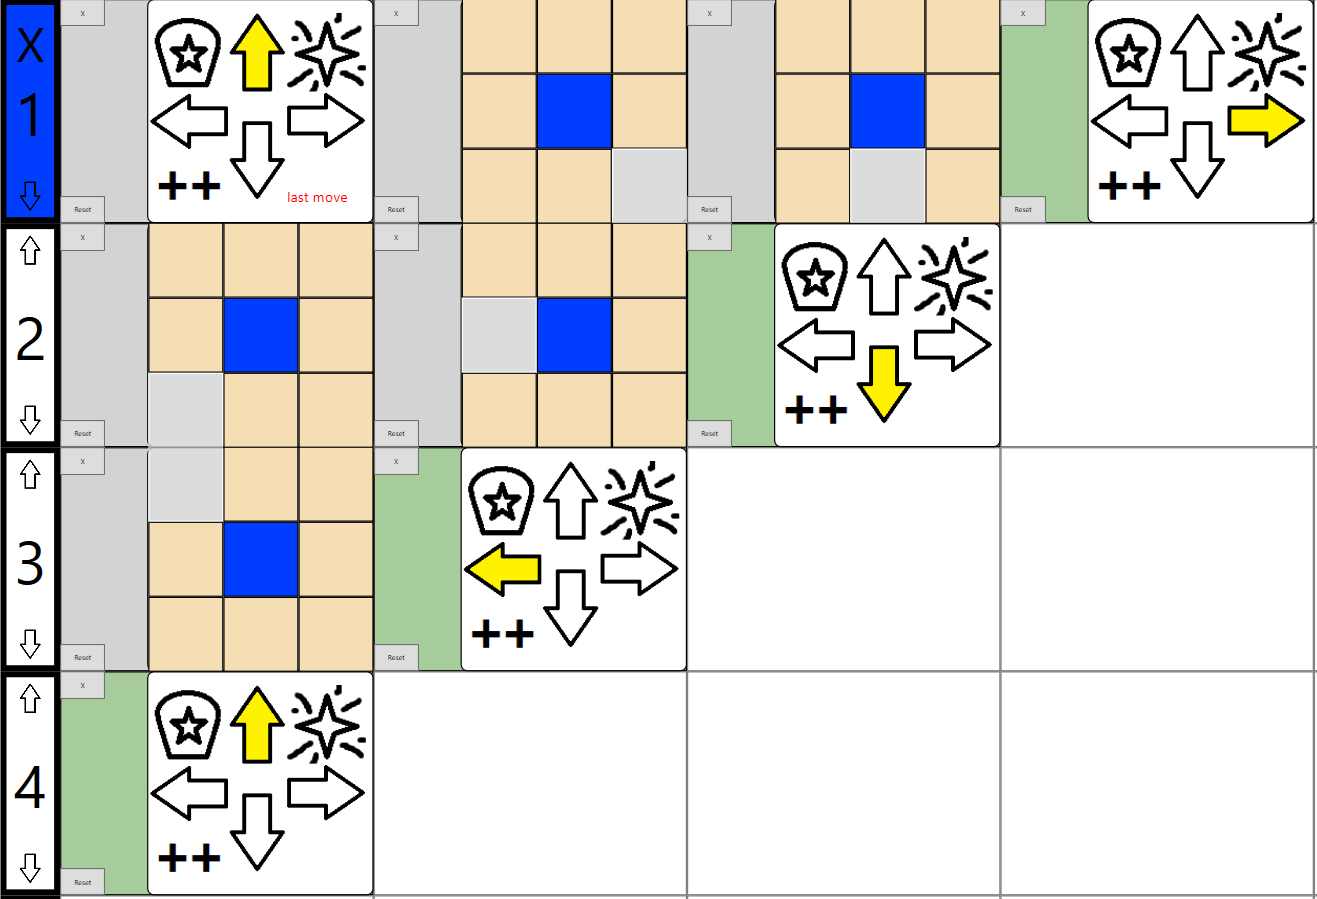 X
1
X
Reset
++
last move
X
Reset
X
Reset
X
Reset
++
2
X
Reset
X
Reset
X
Reset
++
3
X
Reset
X
Reset
++
4
X
Reset
++